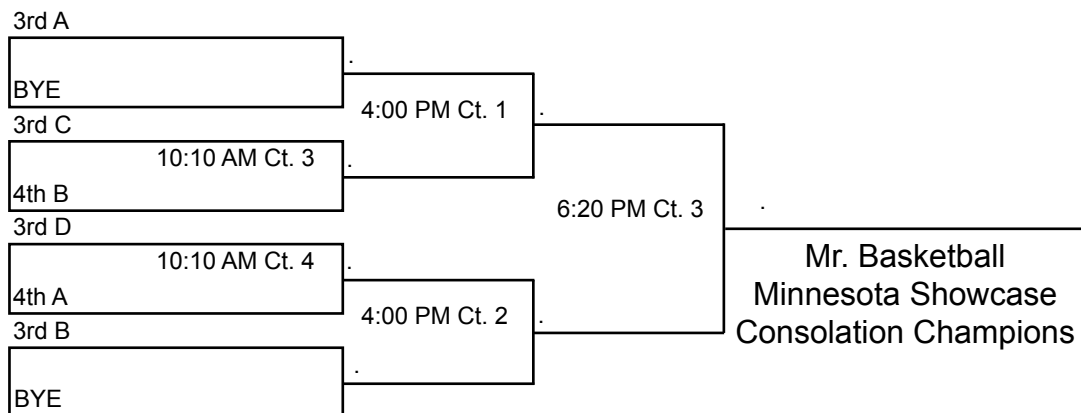 3rd A
BYE
4:00 PM Ct. 1
3rd C
10:10 AM Ct. 3
4th B
6:20 PM Ct. 3
3rd D
10:10 AM Ct. 4
4th A
4:00 PM Ct. 2
3rd B
BYE
Mr. Basketball
Minnesota Showcase
Consolation Champions